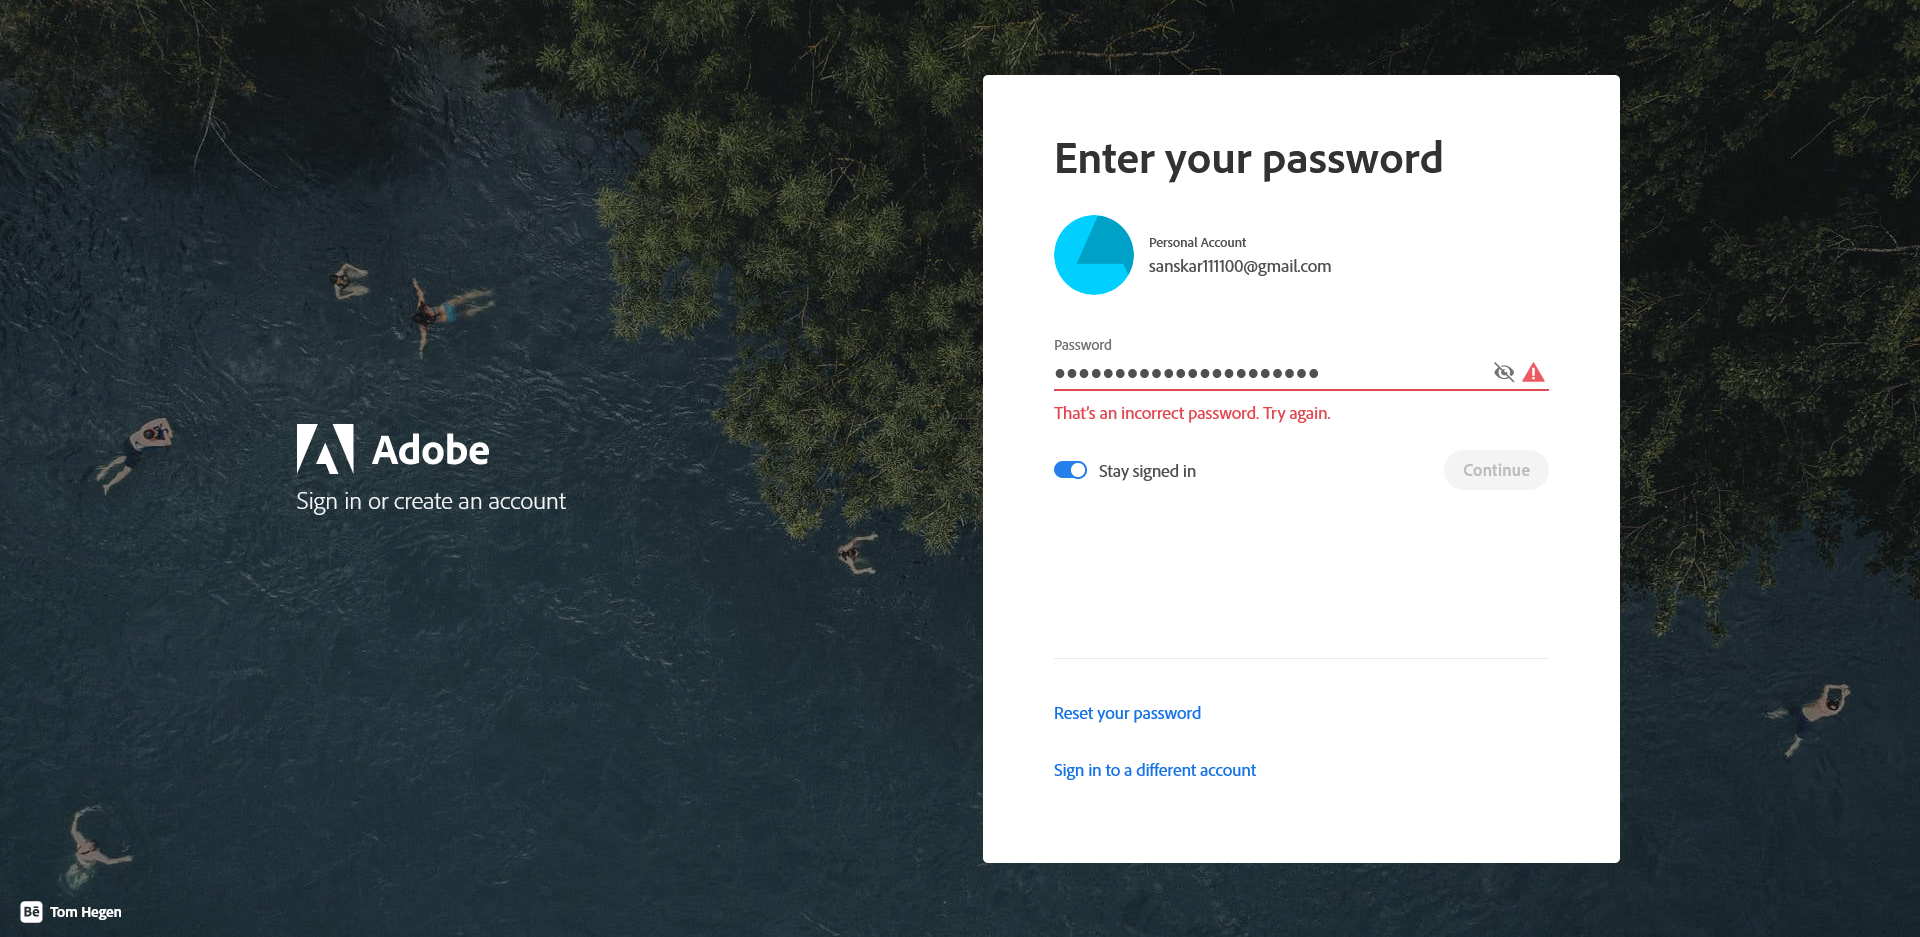 Adobe
Sign in or create an account
Enter your password
Personal Account
sanskar111100@gmail.com
Password
That's an incorrect password. Try again.
Stay signed in
Continue
Reset your password
Sign in to a different account
Bē Tom Hegen